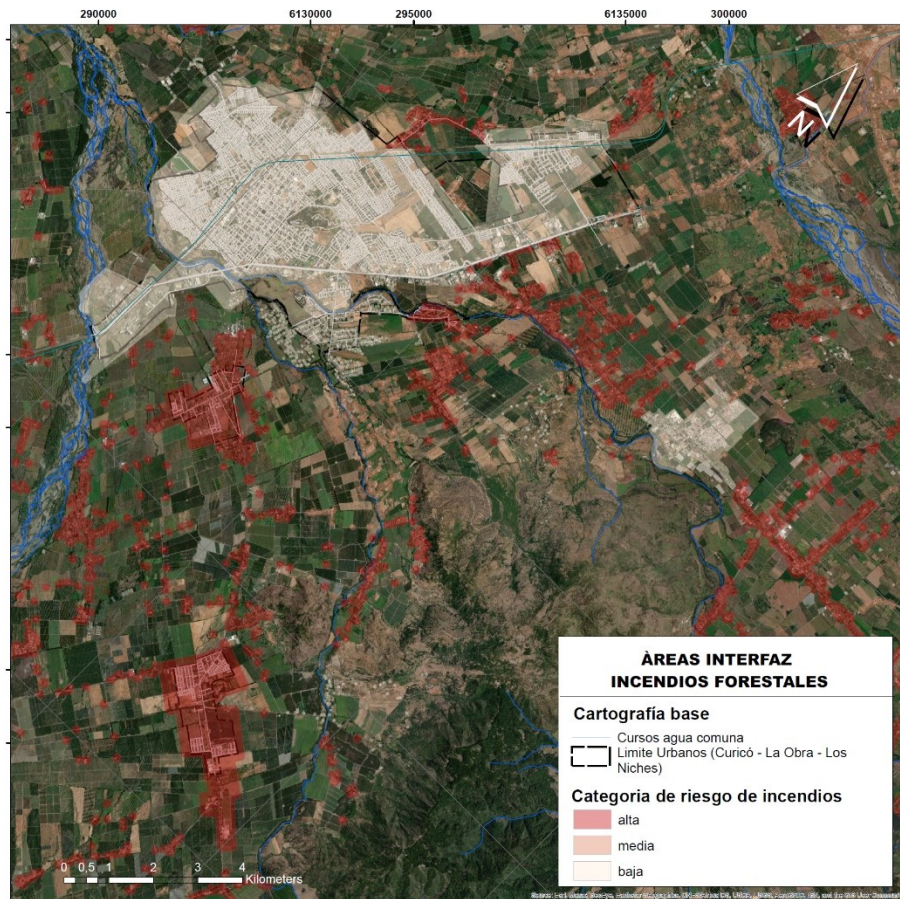 290000 6130000 295000 6135000 300000
N
ÀREAS INTERFAZ
INCENDIOS FORESTALES
Cartografía base
Cursos agua comuna
Limite Urbanos (Curicó - La Obra - Los
Niches)
Categoria de riesgo de incendios
alta
media
baja
0 0,5 1 2 3 4
Kilometers